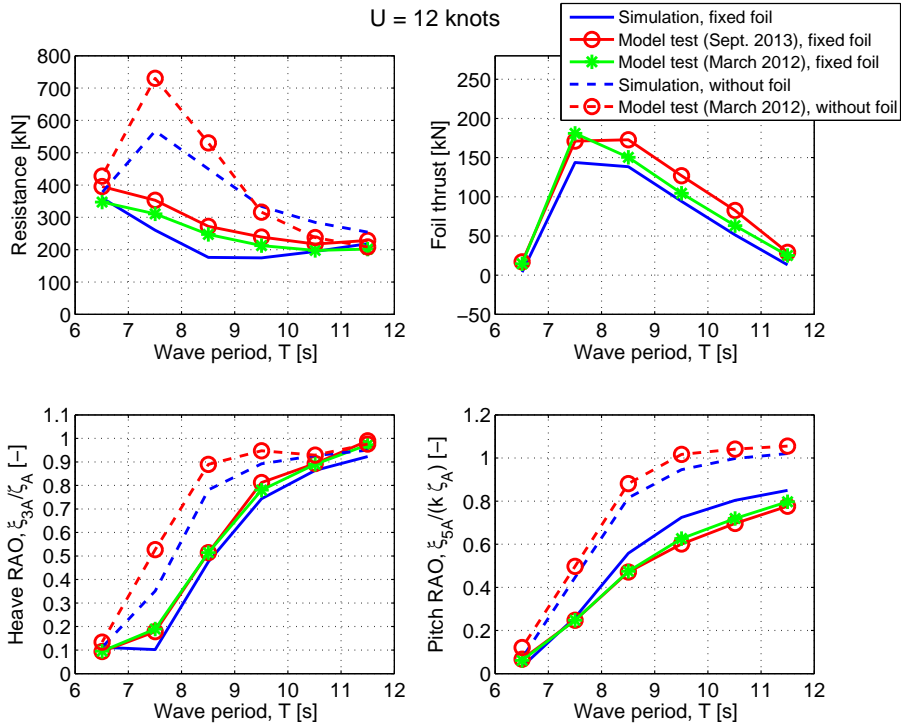 U = 12 knots
Simulation, fixed foil
Model test (Sept. 2013), fixed foil
Model test (March 2012), fixed foil
Simulation, without foil
Model test (March 2012), without foil
800
700
600
500
400
300
200
100
0
Resistance [kN]
6 7 8 9 10 11 12
Wave period, T [s]
250
200
150
100
50
0
−50
Foil thrust [kN]
6 7 8 9 10 11 12
Wave period, T [s]
1.1
1
0.9
0.8
0.7
0.6
0.5
0.4
0.3
0.2
0.1
0
Heave RAO, ξ3A/ζA [−]
6 7 8 9 10 11 12
Wave period, T [s]
1.2
1
0.8
0.6
0.4
0.2
0
Pitch RAO, ξ5A/(k ζA) [−]
6 7 8 9 10 11 12
Wave period, T [s]